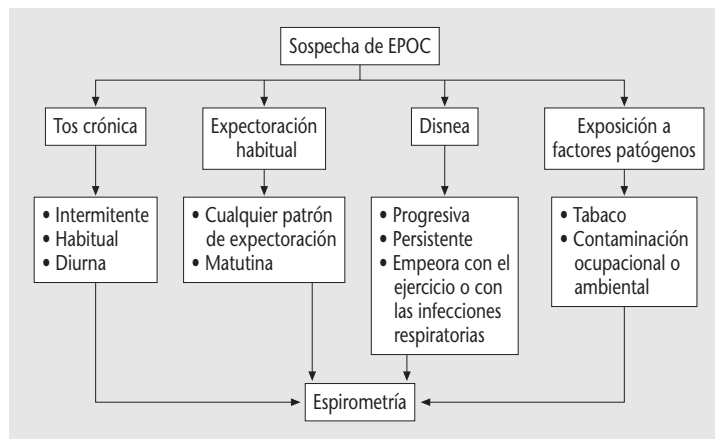 Sospecha de EPOC
Tos crónica
Expectoración
habitual
Disnea
Exposición a
factores patógenos
• Intermitente
• Habitual
• Diurna
• Cualquier patrón
de expectoración
• Matutina
• Progresiva
• Persistente
• Empeora con el
ejercicio o con
las infecciones
respiratorias
• Tabaco
• Contaminación
ocupacional o
ambiental
Espirometría